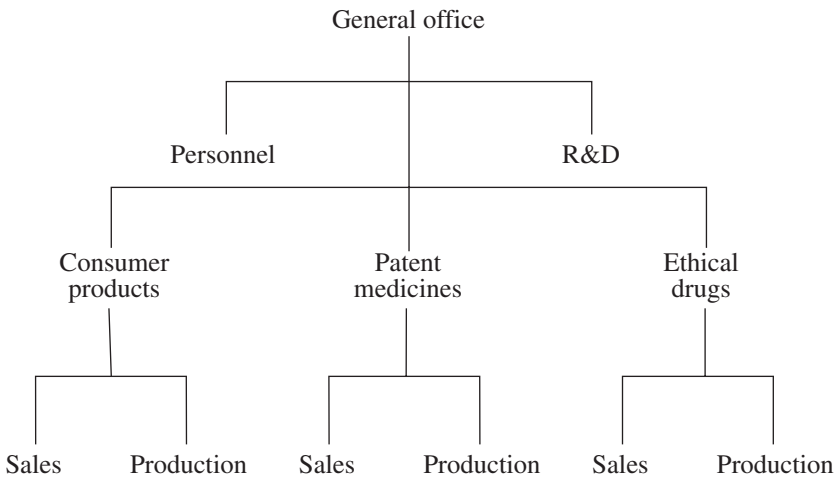 General office
Personnel
R&D
Consumer
products
Patent
medicines
Ethical
drugs
Sales
Production
Sales
Production
Sales
Production